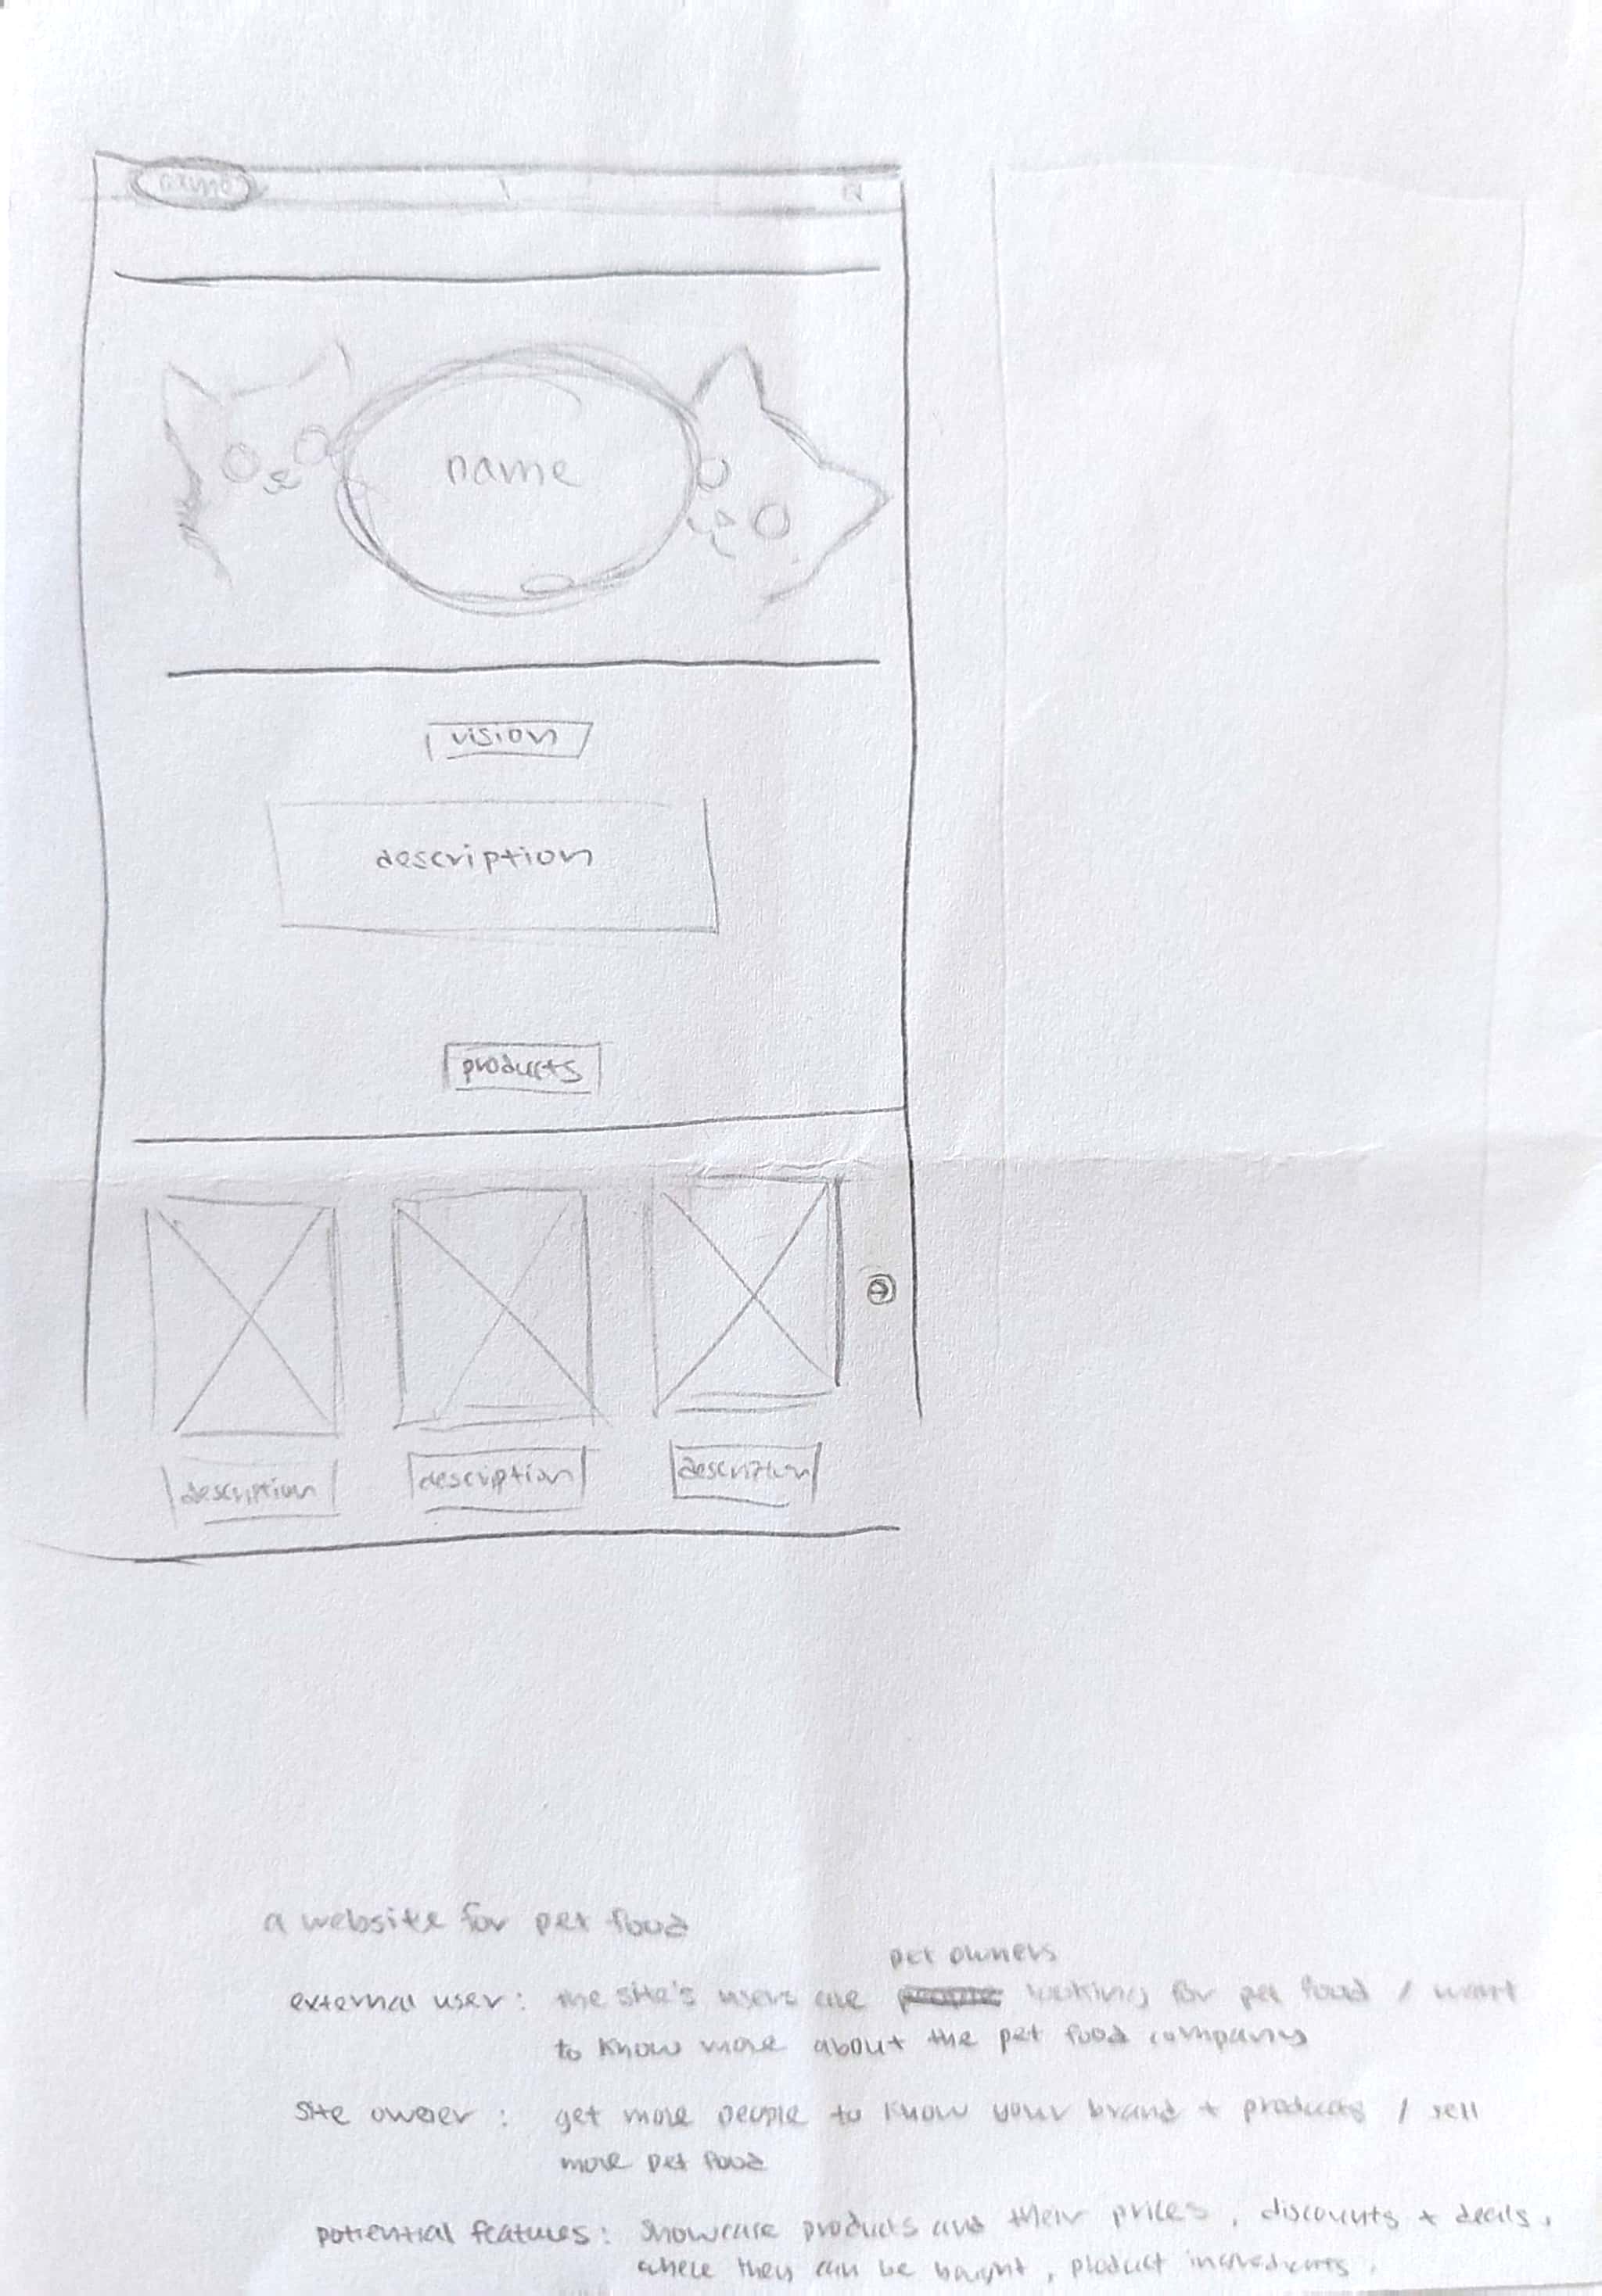 name
name
vision
description
products
description description description
a website for pet food
pet owners
external user: the site's users are looking for pet food / want
to know more about the pet food company
site owner: get more people to know your brand + products / sell
more pet food
potiential features: showcase products and their prices, discounts + deals,
where they can be bought, product ingredients.